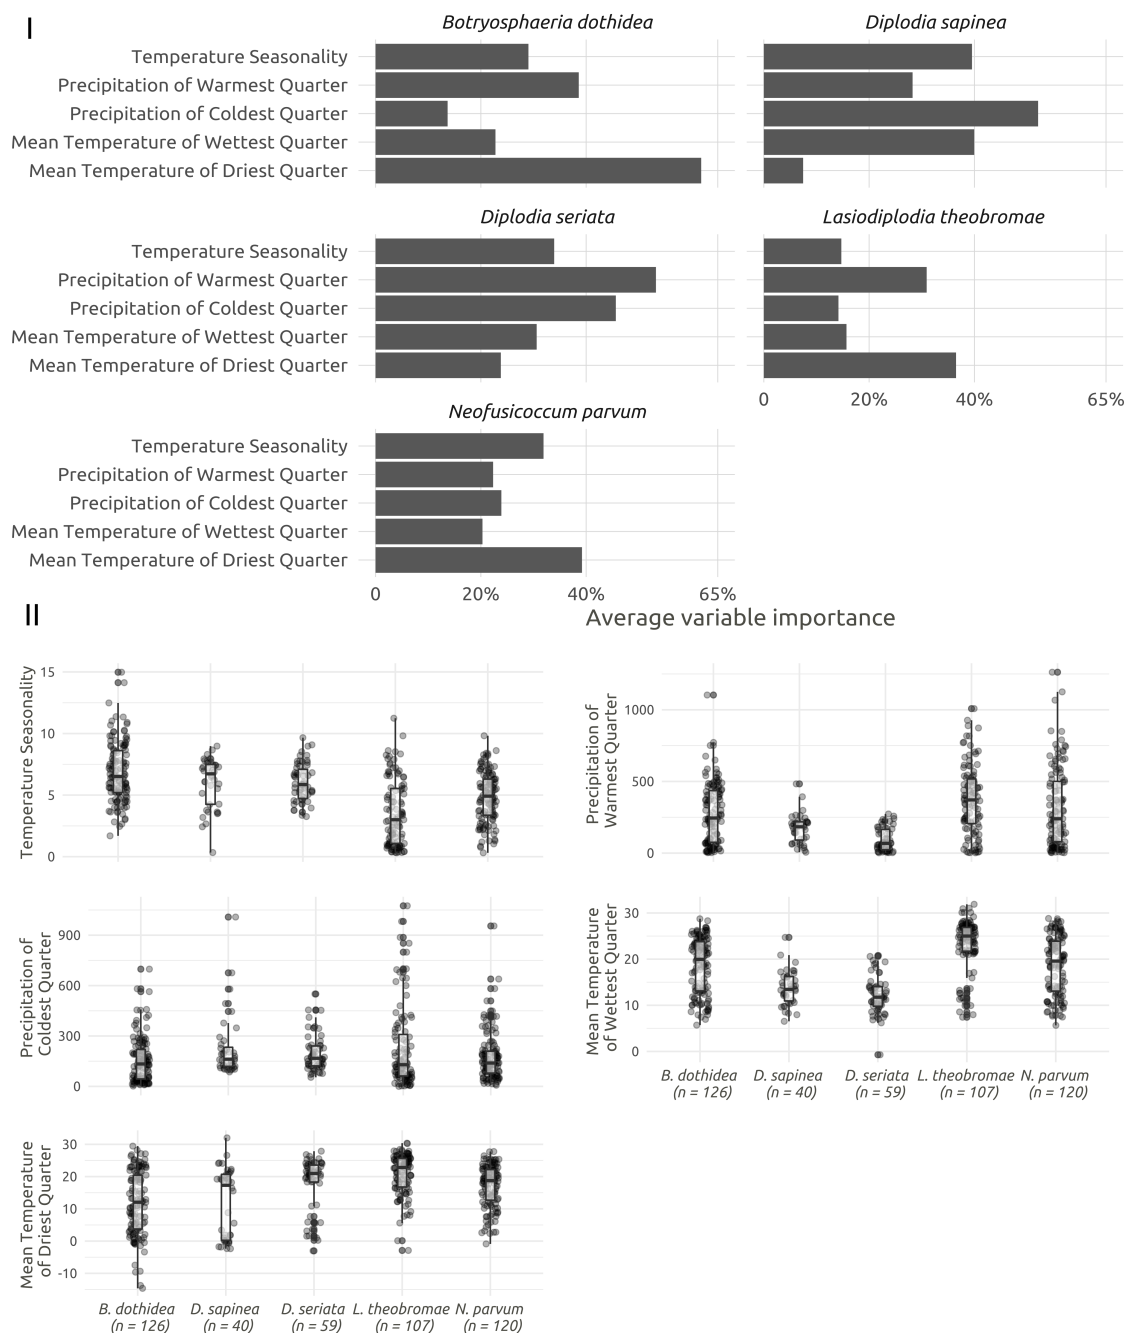 I
Botryosphaeria dothidea
Diplodia sapinea
Temperature Seasonality
Precipitation of Warmest Quarter
Precipitation of Coldest Quarter
Mean Temperature of Wettest Quarter
Mean Temperature of Driest Quarter
Diplodia seriata
Lasiodiplodia theobromae
Temperature Seasonality
Precipitation of Warmest Quarter
Precipitation of Coldest Quarter
Mean Temperature of Wettest Quarter
Mean Temperature of Driest Quarter
0 20% 40% 65%
Neofusicoccum parvum
Temperature Seasonality
Precipitation of Warmest Quarter
Precipitation of Coldest Quarter
Mean Temperature of Wettest Quarter
Mean Temperature of Driest Quarter
0 20% 40% 65%
Average variable importance
II
Temperature Seasonality
15
10
5
0
Precipitation of
Warmest Quarter
1000
500
0
Precipitation of
Coldest Quarter
900
600
300
0
Mean Temperature
of Wettest Quarter
30
20
10
0
B. dothidea D. sapinea D. seriata L. theobromae N. parvum
(n = 126) (n = 40) (n = 59) (n = 107) (n = 120)
Mean Temperature
of Driest Quarter
30
20
10
0
-10
B. dothidea D. sapinea D. seriata L. theobromae N. parvum
(n = 126) (n = 40) (n = 59) (n = 107) (n = 120)